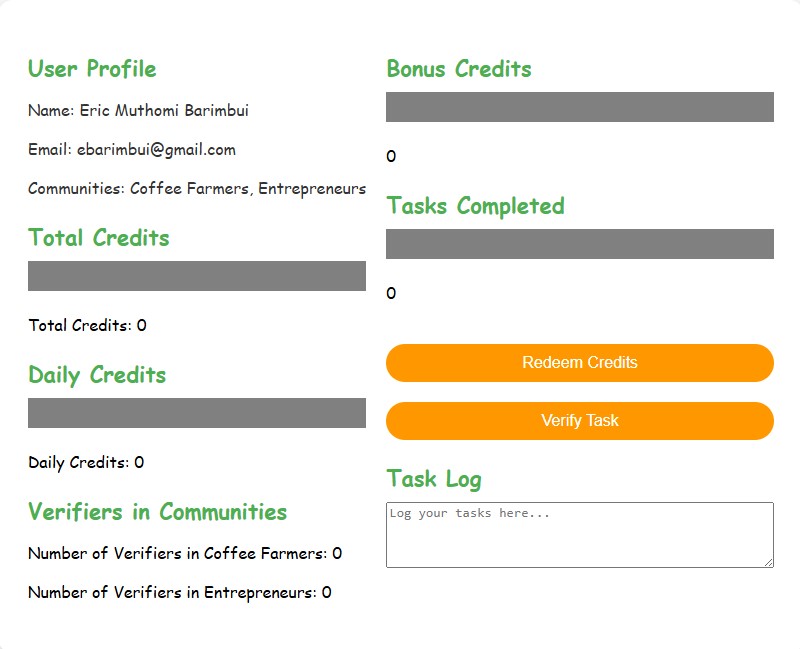 User Profile
Name: Eric Muthomi Barimbui
Email: ebarimbui@gmail.com
Communities: Coffee Farmers, Entrepreneurs
Total Credits
Total Credits: 0
Daily Credits
Daily Credits: 0
Verifiers in Communities
Number of Verifiers in Coffee Farmers: 0
Number of Verifiers in Entrepreneurs: 0
Bonus Credits
0
Tasks Completed
0
Redeem Credits
Verify Task
Task Log
Log your tasks here...